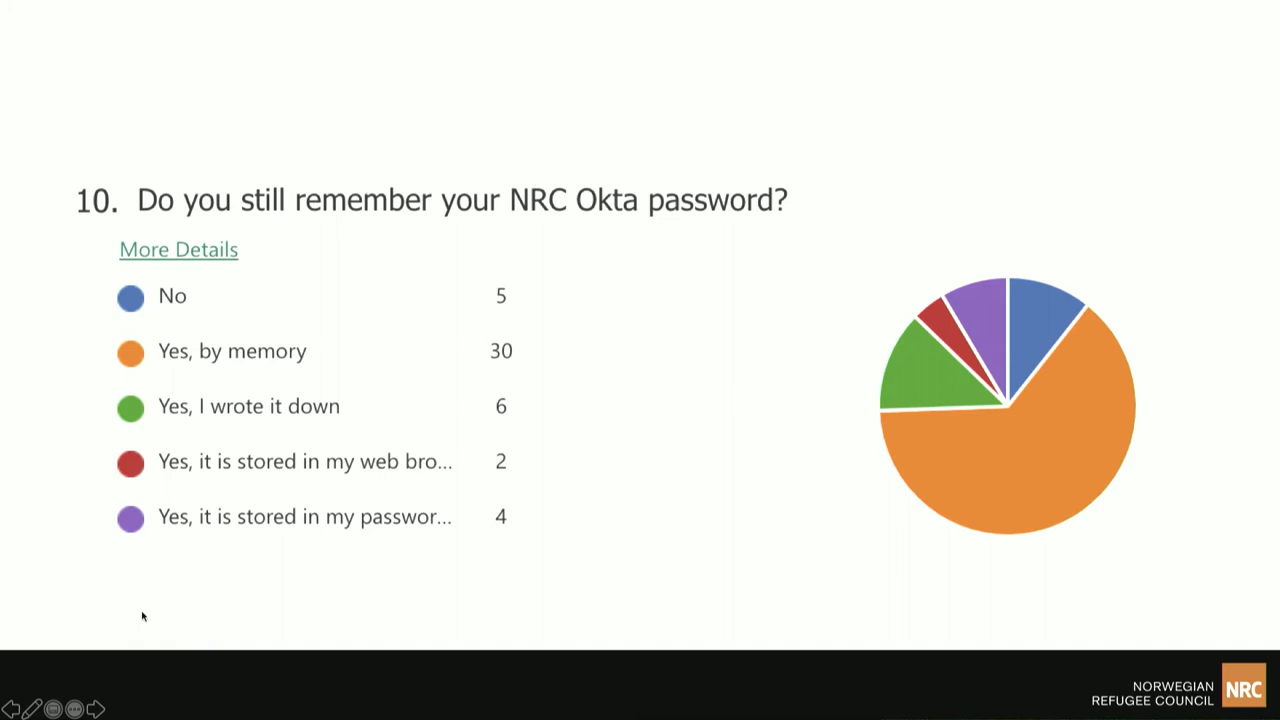 10. Do you still remember your NRC Okta password?
More Details
No 5
Yes, by memory 30
Yes, I wrote it down 6
Yes, it is stored in my web bro... 2
Yes, it is stored in my passwor... 4
NORWEGIAN
REFUGEE COUNCIL
NRC